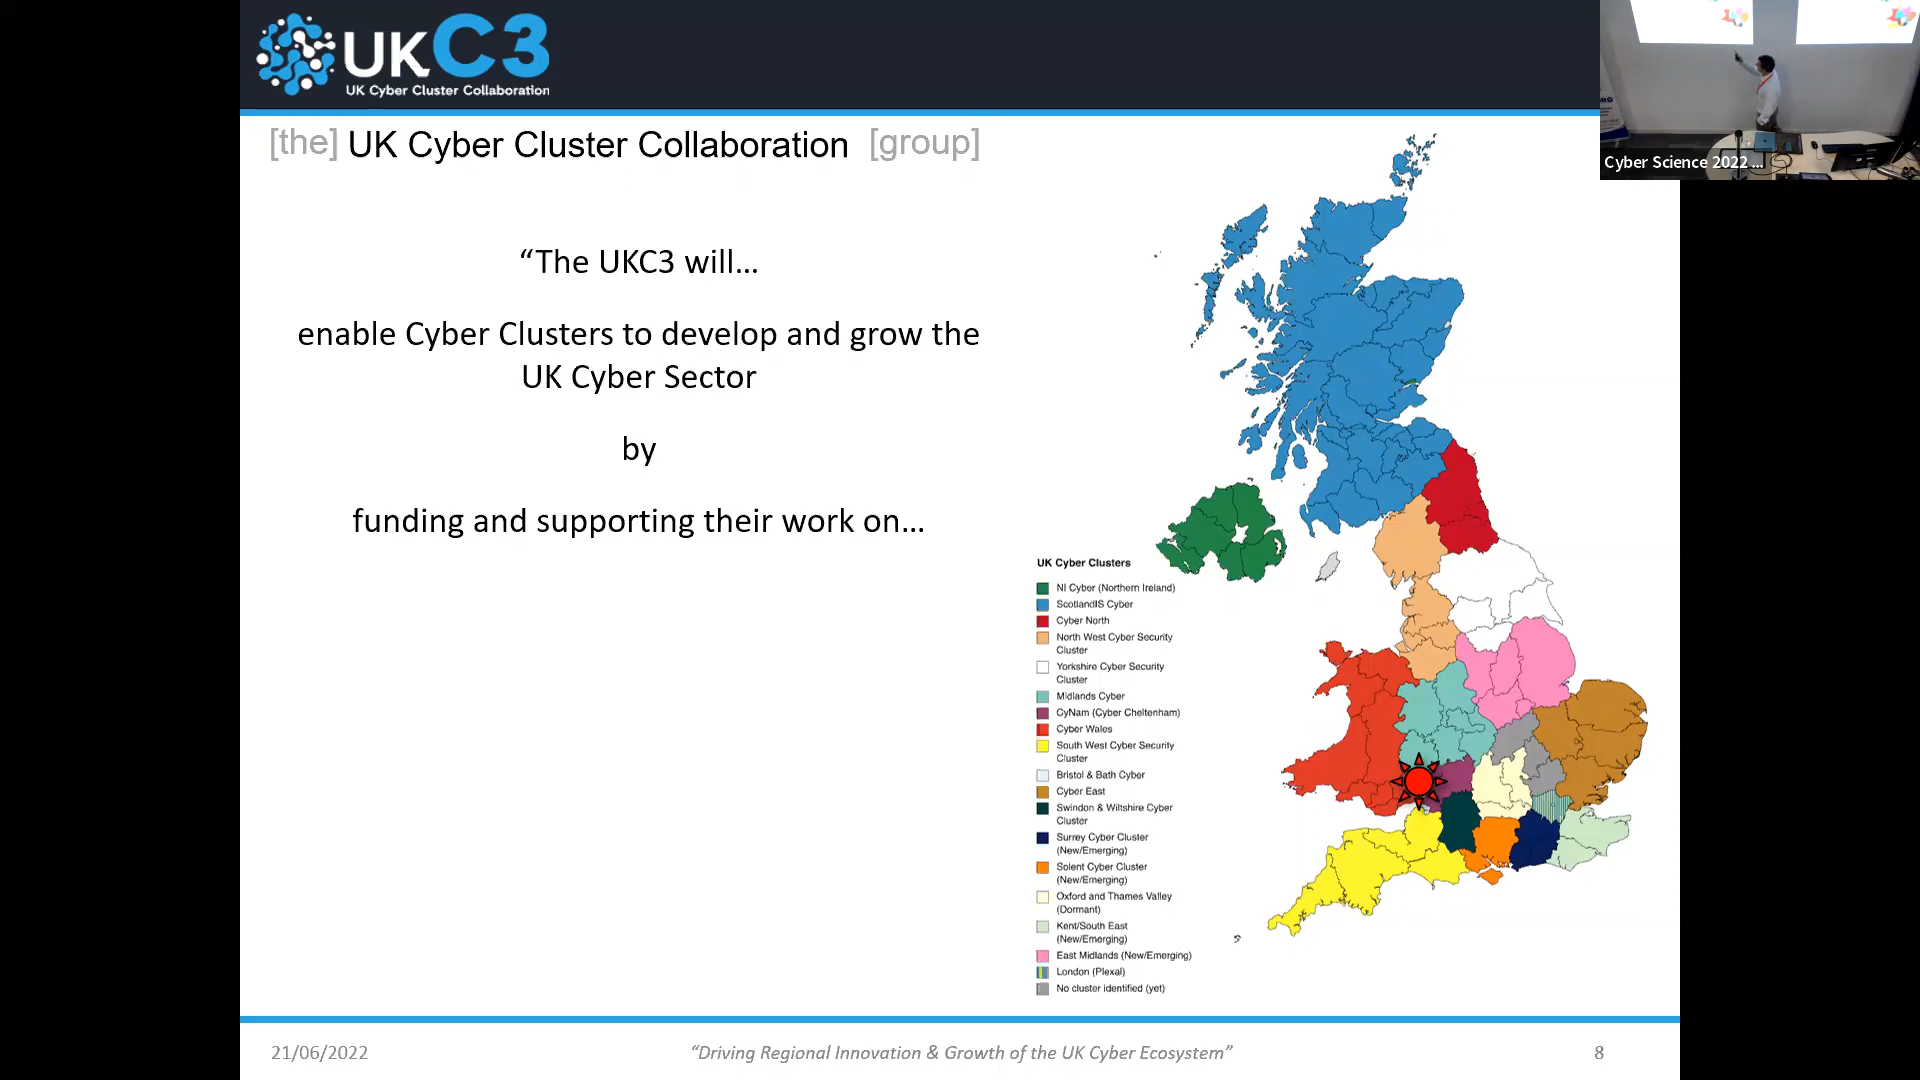 UKC3
UK Cyber Cluster Collaboration
Cyber Science 2022 ...
[the] UK Cyber Cluster Collaboration [group]
“The UKC3 will…
enable Cyber Clusters to develop and grow the
UK Cyber Sector
by
funding and supporting their work on…
UK Cyber Clusters
NI Cyber (Northern Ireland)
ScotlandIS Cyber
Cyber North
North West Cyber Security
Cluster
Yorkshire Cyber Security
Cluster
Midlands Cyber
CyNam (Cyber Cheltenham)
Cyber Wales
South West Cyber Security
Cluster
Bristol & Bath Cyber
Cyber East
Swindon & Wiltshire Cyber
Cluster
Surrey Cyber Cluster
(New/Emerging)
Solent Cyber Cluster
(New/Emerging)
Oxford and Thames Valley
(Dormant)
Kent/South East
(New/Emerging)
East Midlands (New/Emerging)
London (Plexal)
No cluster identified (yet)
21/06/2022
“Driving Regional Innovation & Growth of the UK Cyber Ecosystem”
8